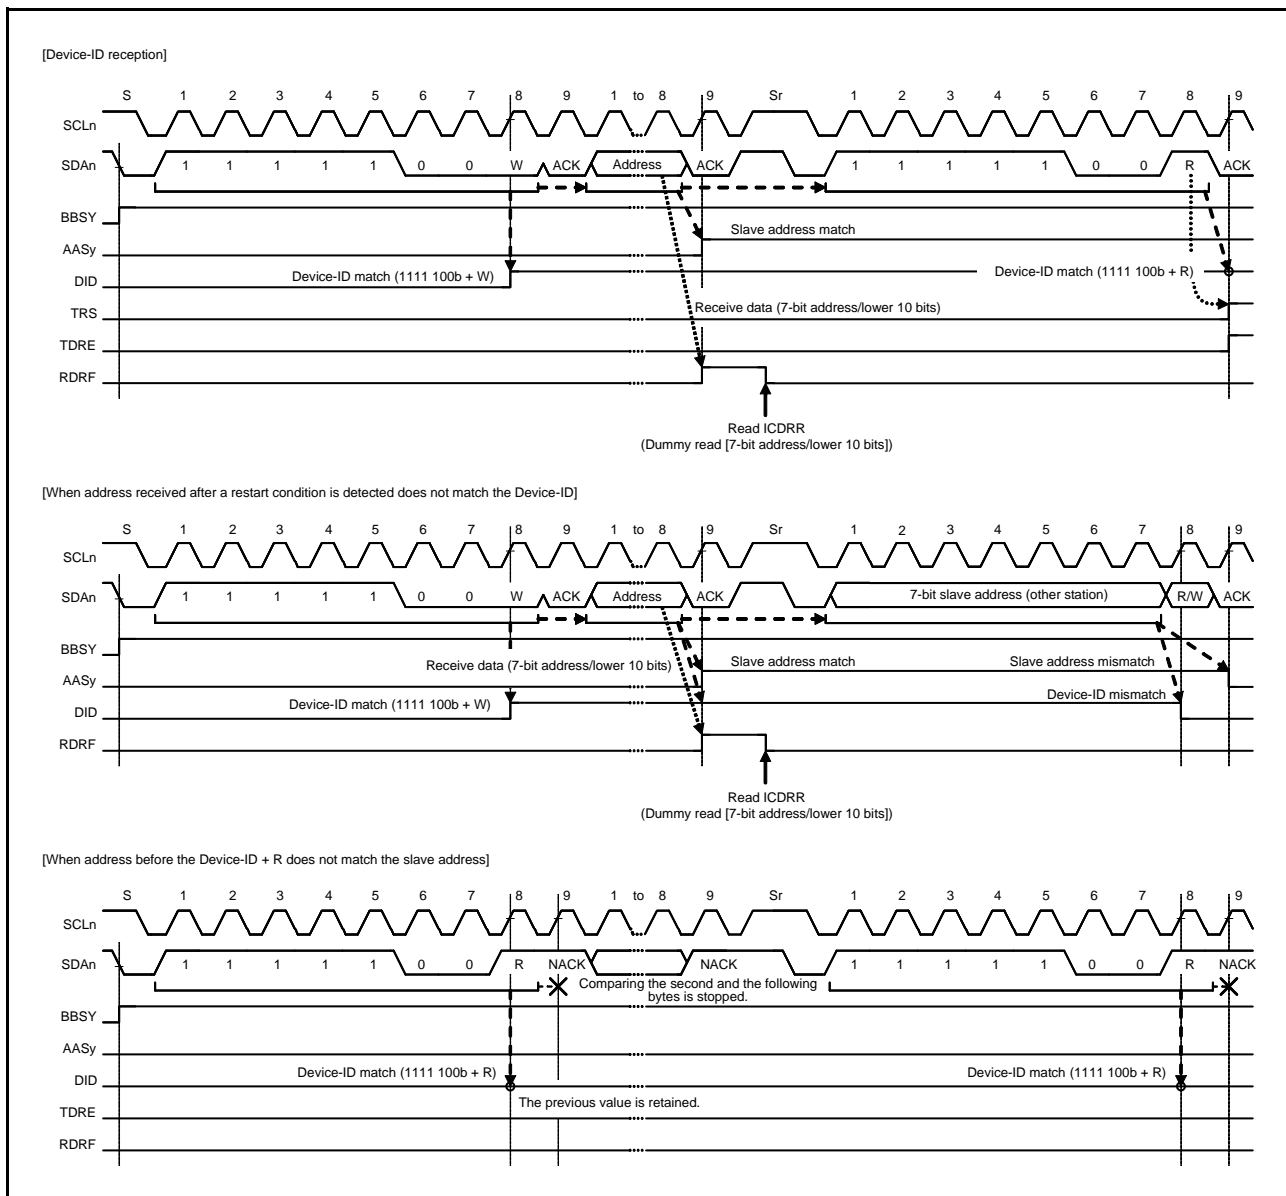 [Device-ID reception]
S 1 2 3 4 5 6 7 8 9 1 to 8 9 Sr 1 2 3 4 5 6 7 8 9
SCLn
SDAn 1 1 1 1 1 0 0 W ACK Address ACK 1 1 1 1 1 0 0 R ACK
BBSY
Slave address match
AASy
Device-ID match (1111 100b + W) Device-ID match (1111 100b + R)
DID
Receive data (7-bit address/lower 10 bits)
TRS
TDRE
RDRF
Read ICDRR
(Dummy read [7-bit address/lower 10 bits])
[When address received after a restart condition is detected does not match the Device-ID]
S 1 2 3 4 5 6 7 8 9 1 to 8 9 Sr 1 2 3 4 5 6 7 8 9
SCLn
SDAn 1 1 1 1 1 0 0 W ACK Address ACK 7-bit slave address (other station) R/W ACK
BBSY
Receive data (7-bit address/lower 10 bits) Slave address match Slave address mismatch
AASy
Device-ID match (1111 100b + W) Device-ID mismatch
DID
RDRF
Read ICDRR
(Dummy read [7-bit address/lower 10 bits])
[When address before the Device-ID + R does not match the slave address]
S 1 2 3 4 5 6 7 8 9 1 to 8 9 Sr 1 2 3 4 5 6 7 8 9
SCLn
SDAn 1 1 1 1 1 0 0 R NACK NACK 1 1 1 1 1 0 0 R NACK
Comparing the second and the following
bytes is stopped.
BBSY
AASy
Device-ID match (1111 100b + R) Device-ID match (1111 100b + R)
DID
The previous value is retained.
TDRE
RDRF